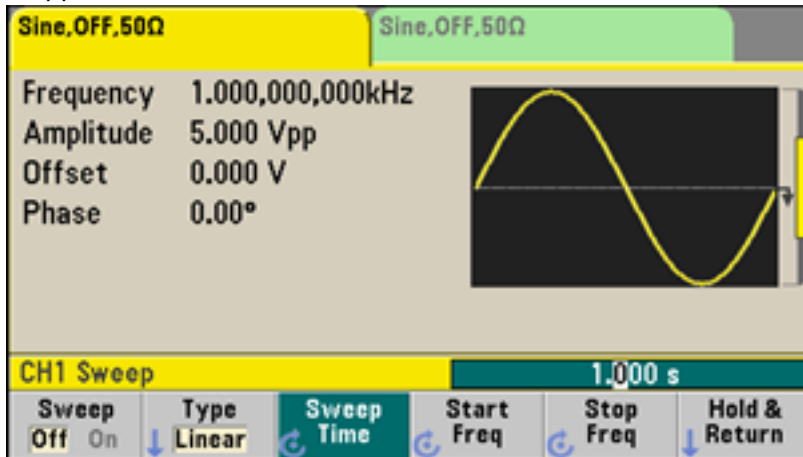 Sine,OFF,50Ω
Sine,OFF,50Ω
Frequency 1.000,000,000kHz
Amplitude 5.000 Vpp
Offset 0.000 V
Phase 0.00°
CH1 Sweep 1.000 s
Sweep Off On
Type Linear
Sweep Time
Start Freq
Stop Freq
Hold & Return